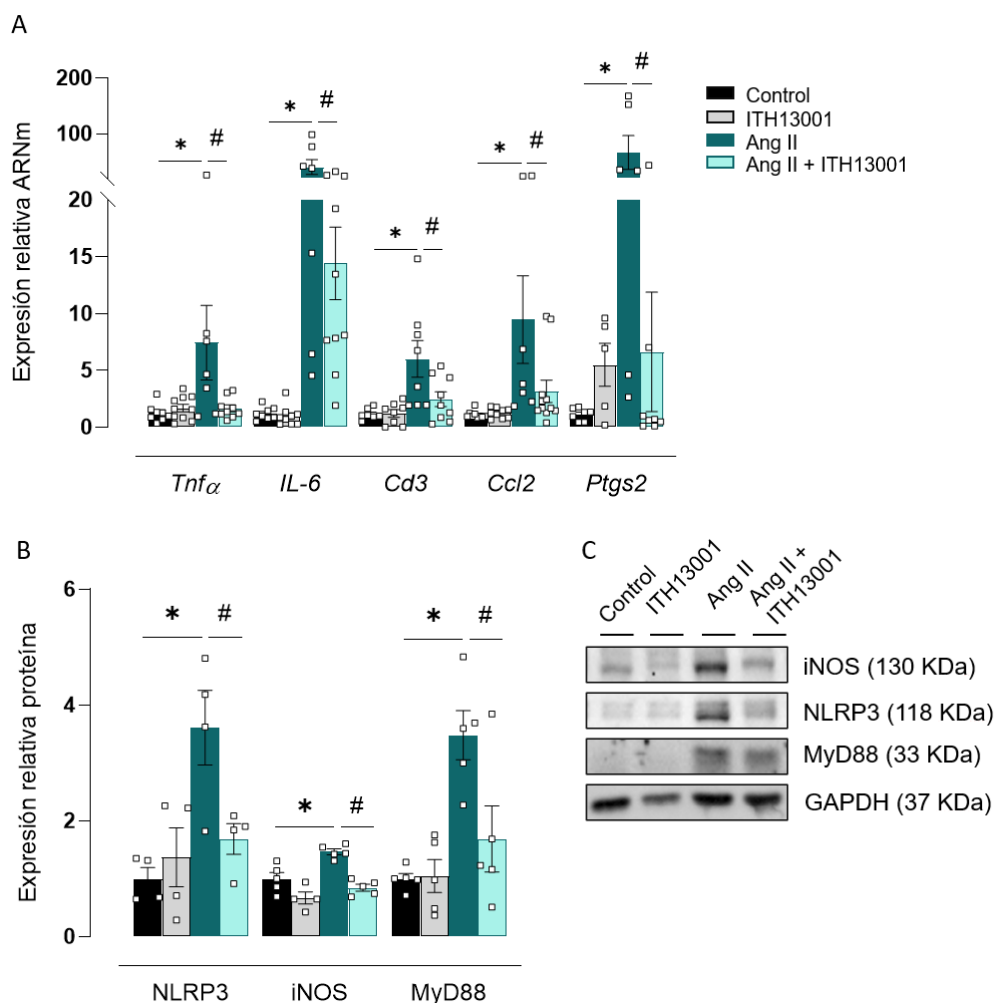 A
Expresión relativa ARNm
200
100
20
15
10
5
0
* # * # * # * # * #
Control
ITH13001
Ang II
Ang II + ITH13001
Tnfα IL-6 Cd3 Ccl2 Ptgs2
B
Expresión relativa proteína
6
4
2
0
* # * # * #
NLRP3 iNOS MyD88
C
Control
ITH13001
Ang II
Ang II +
ITH13001
iNOS (130 KDa)
NLRP3 (118 KDa)
MyD88 (33 KDa)
GAPDH (37 KDa)